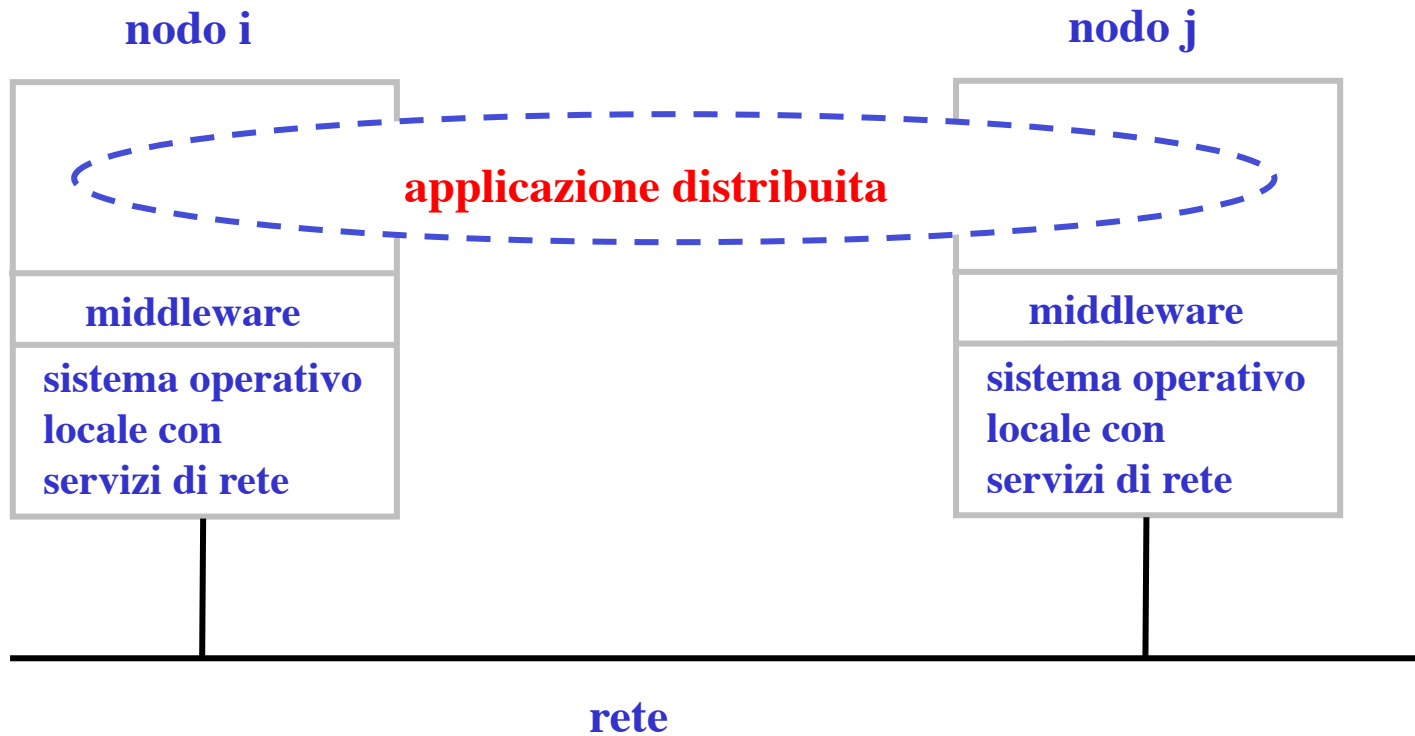 nodo i
nodo j
applicazione distribuita
middleware
middleware
sistema operativo
locale con
servizi di rete
sistema operativo
locale con
servizi di rete
rete